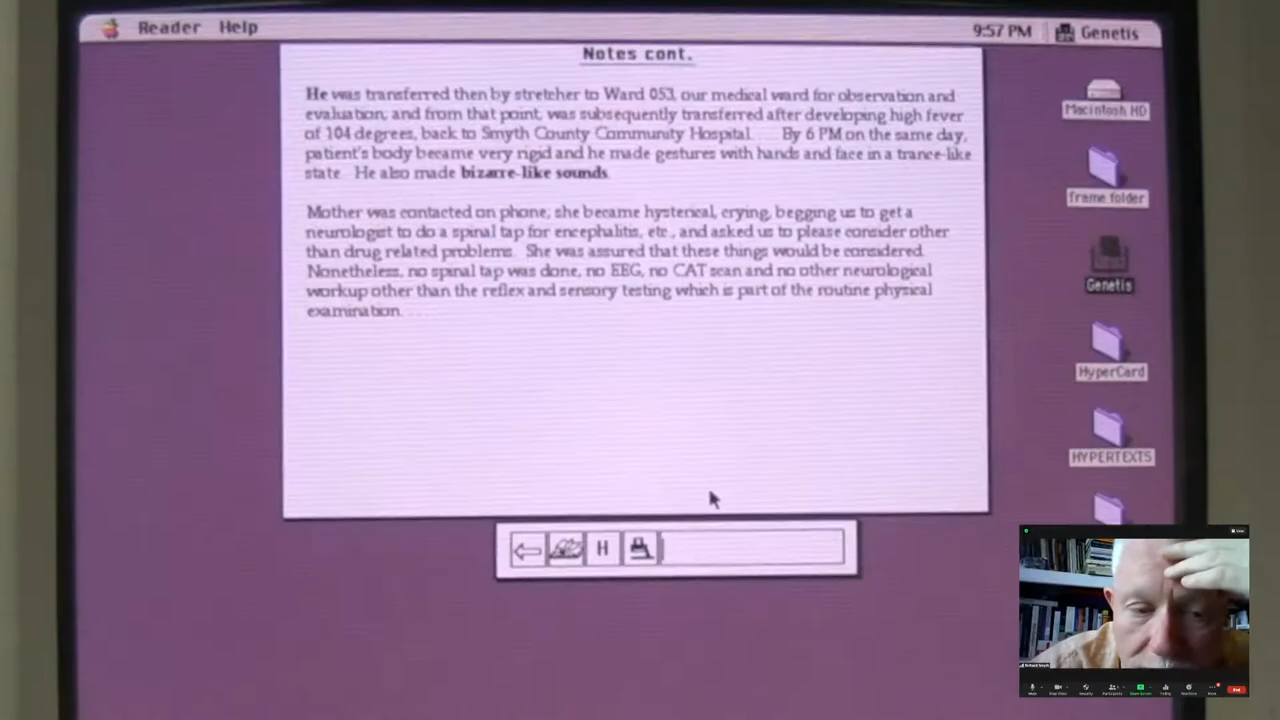 Reader Help 9:57 PM Genetis
Notes cont.
He was transferred then by stretcher to Ward 053, our medical ward for observation and
evaluation; and from that point, was subsequently transferred after developing high fever
of 104 degrees, back to Smyth County Community Hospital. . . . By 6 PM on the same day,
patient's body became very rigid and he made gestures with hands and face in a trance-like
state. He also made bizarre-like sounds.
Mother was contacted on phone; she became hysterical, crying, begging us to get a
neurologist to do a spinal tap for encephalitis, etc., and asked us to please consider other
than drug related problems. She was assured that these things would be considered.
Nonetheless, no spinal tap was done, no EEG, no CAT scan and no other neurological
workup other than the reflex and sensory testing which is part of the routine physical
examination. . . . .
H
Macintosh HD
frame folder
Genetis
HyperCard
HYPERTEXTS